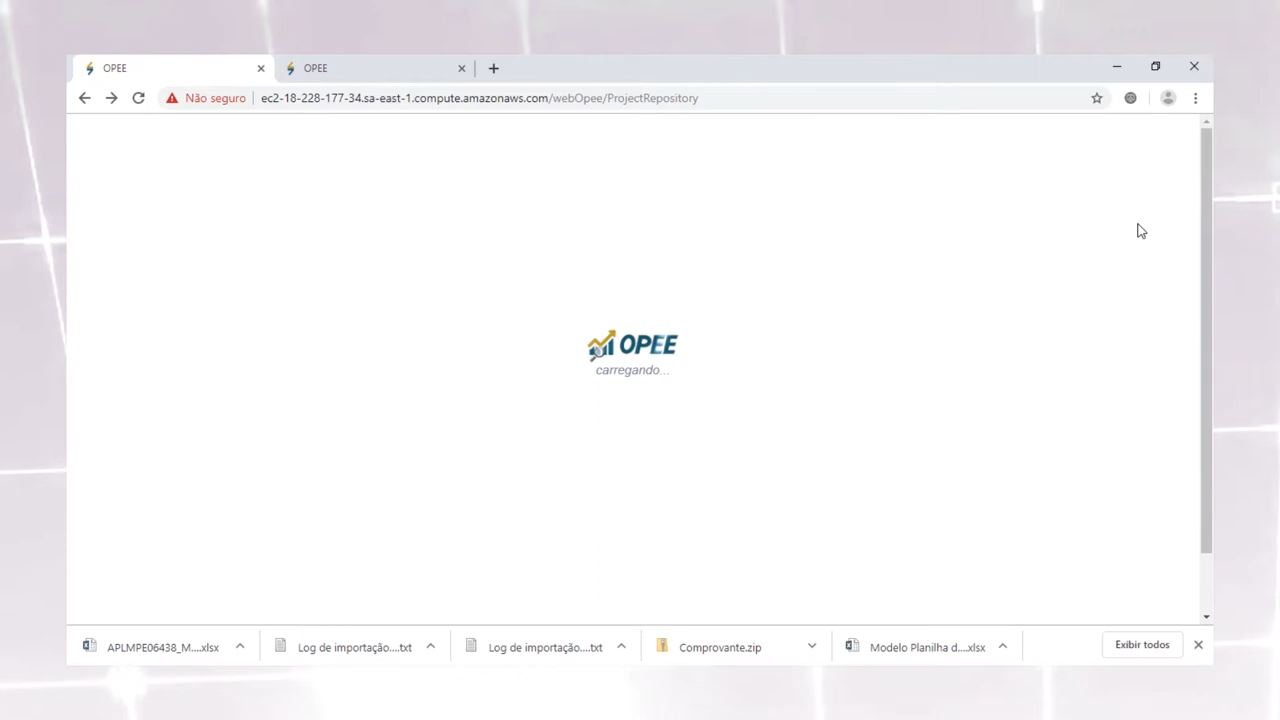 OPEE
OPEE
Não seguro
ec2-18-228-177-34.sa-east-1.compute.amazonaws.com/webOpee/ProjectRepository
OPEE
carregando...
APLMPE06438_M....xlsx
Log de importação....txt
Log de importação....txt
Comprovante.zip
Modelo Planilha d....xlsx
Exibir todos